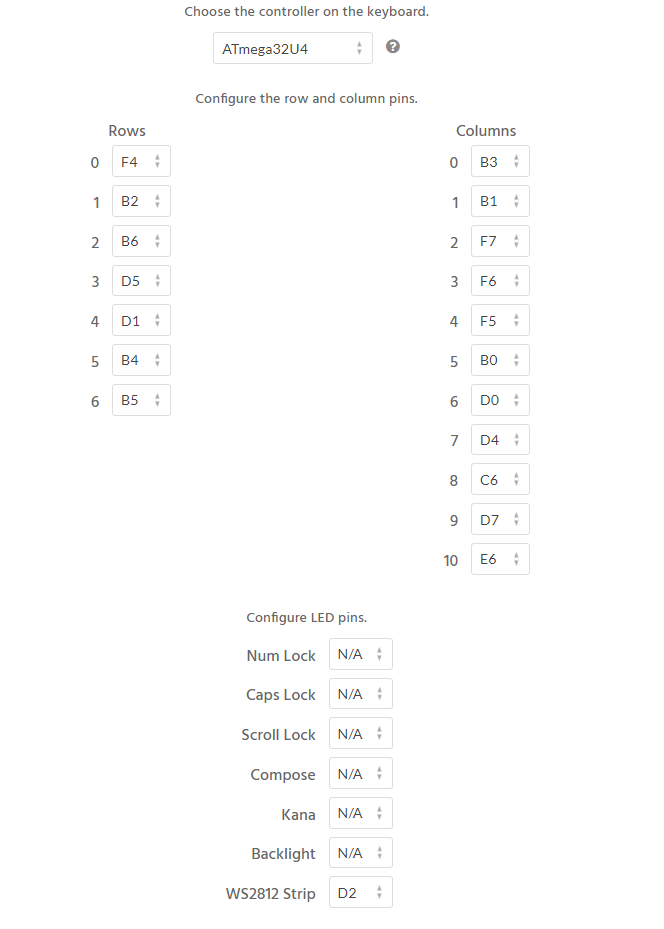 Choose the controller on the keyboard.
ATmega32U4 ?
Configure the row and column pins.
Rows Columns
0 F4 0 B3
1 B2 1 B1
2 B6 2 F7
3 D5 3 F6
4 D1 4 F5
5 B4 5 B0
6 B5 6 D0
7 D4
8 C6
9 D7
10 E6
Configure LED pins.
Num Lock N/A
Caps Lock N/A
Scroll Lock N/A
Compose N/A
Kana N/A
Backlight N/A
WS2812 Strip D2